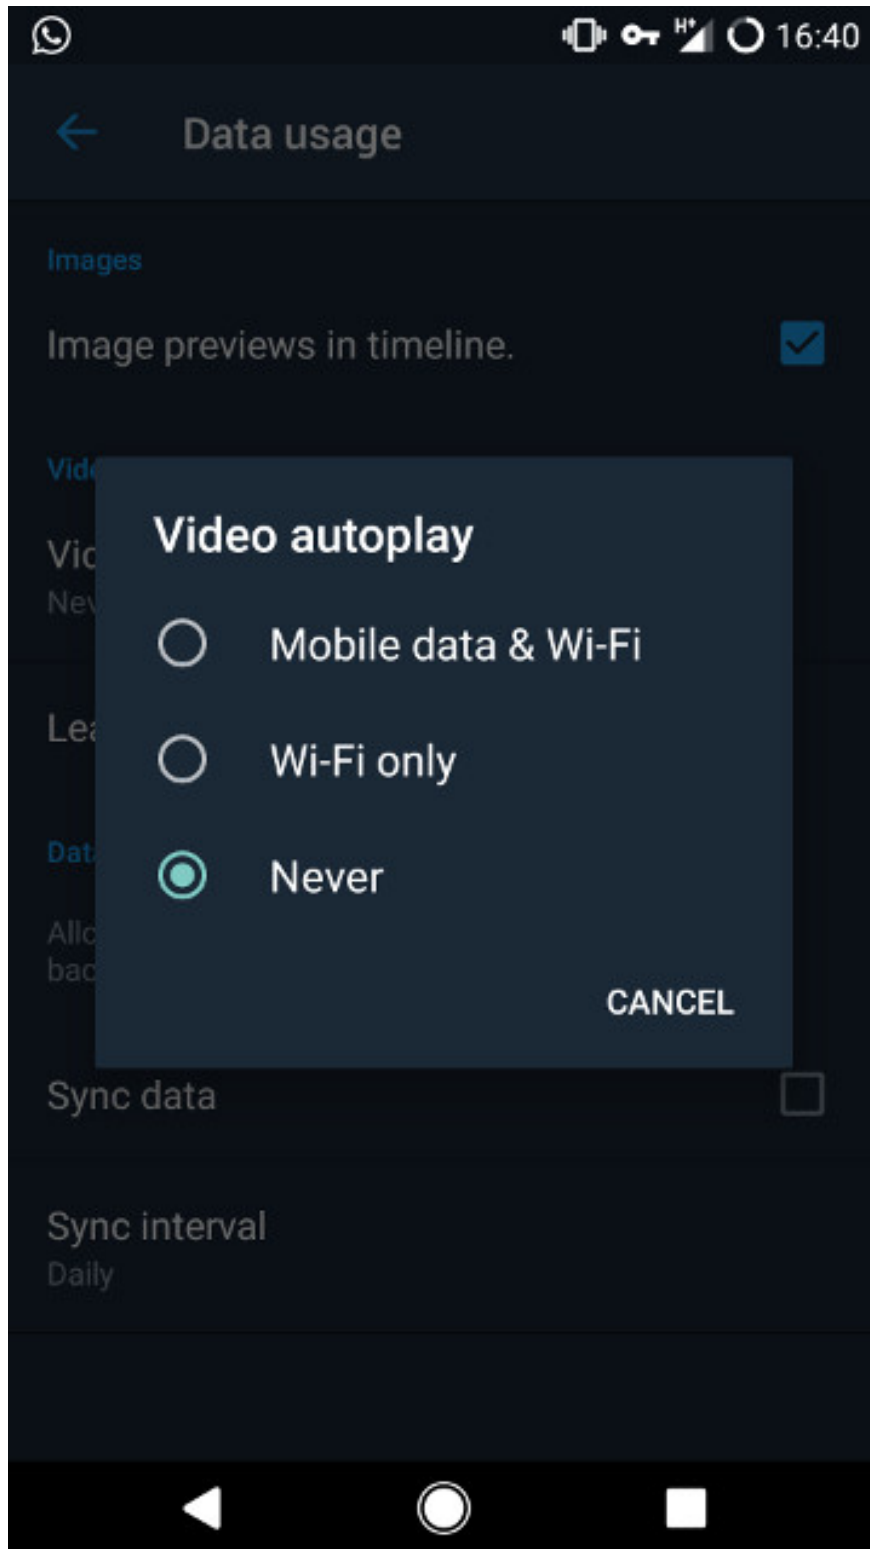 H+ 16:40
Data usage
Images
Image previews in timeline.
Video autoplay
Mobile data & Wi-Fi
Wi-Fi only
Never
CANCEL
Sync data
Sync interval
Daily